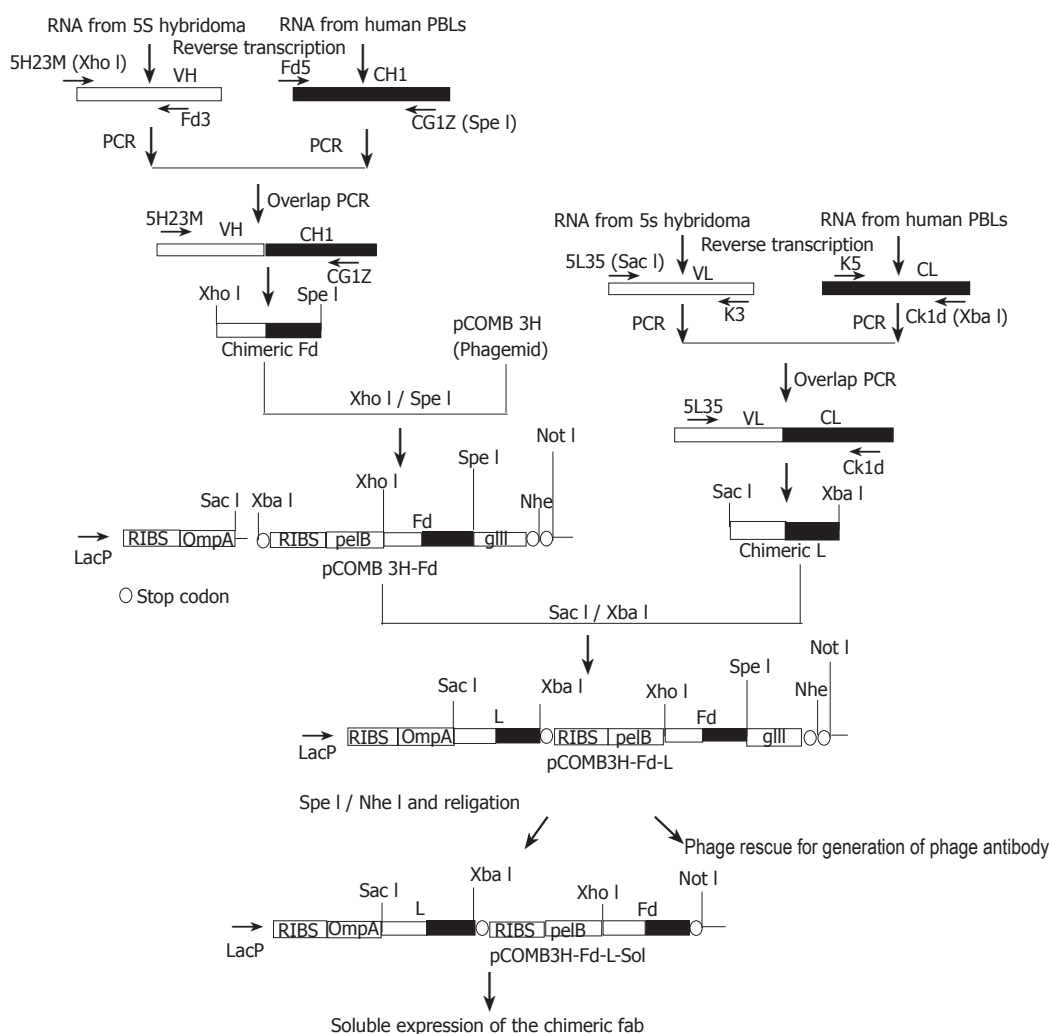 RNA from 5S hybridoma
RNA from human PBLs
Reverse transcription
5H23M (Xho I)
VH
Fd5
CH1
Fd3
CG1Z (Spe I)
PCR
PCR
Overlap PCR
5H23M
VH
CH1
CG1Z
Xho I
Spe I
Chimeric Fd
pCOMB 3H
(Phagemid)
Xho I / Spe I
RNA from 5s hybridoma
RNA from human PBLs
Reverse transcription
5L35 (Sac I)
VL
K5
CL
K3
Ck1d (Xba I)
PCR
PCR
Overlap PCR
5L35
VL
CL
Ck1d
Sac I
Xba I
Chimeric L
Not I
Spe I
Xho I
Nhe
Sac I
Xba I
Fd
LacP
RIBS
OmpA
RIBS
pelB
gIII
pCOMB 3H-Fd
Stop codon
Sac I / Xba I
Not I
Spe I
Sac I
Xba I
Xho I
Nhe
L
Fd
LacP
RIBS
OmpA
RIBS
pelB
gIII
pCOMB3H-Fd-L
Spe I / Nhe I and religation
Phage rescue for generation of phage antibody
Xba I
Sac I
Xho I
Not I
L
Fd
LacP
RIBS
OmpA
RIBS
pelB
pCOMB3H-Fd-L-Sol
Soluble expression of the chimeric fab